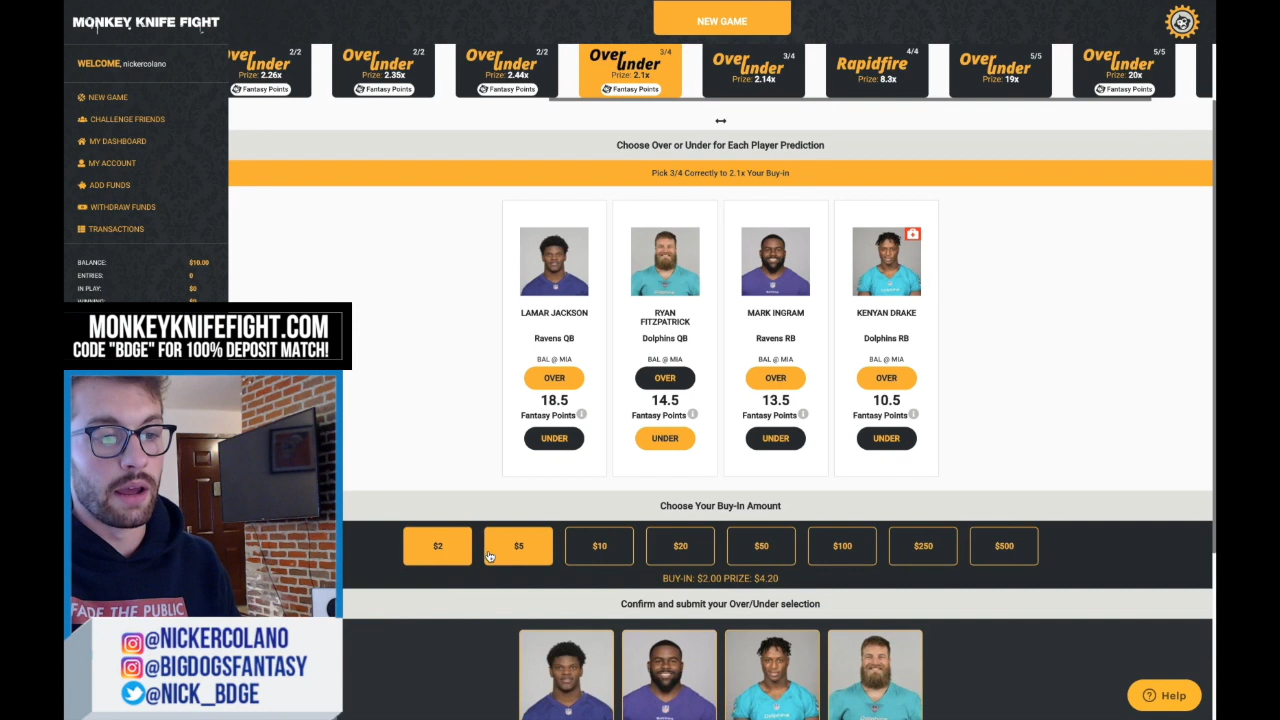 MONKEY KNIFE FIGHT
NEW GAME
WELCOME, nickercolano
NEW GAME
CHALLENGE FRIENDS
MY DASHBOARD
MY ACCOUNT
ADD FUNDS
WITHDRAW FUNDS
TRANSACTIONS
BALANCE: $10.00
ENTRIES: 0
IN PLAY: $0
WINNING: $0
Over Under 2/2
Prize: 2.26x
Fantasy Points
Over Under 2/2
Prize: 2.35x
Fantasy Points
Over Under 2/2
Prize: 2.44x
Fantasy Points
Over Under 3/4
Prize: 2.1x
Fantasy Points
Over Under 3/4
Prize: 2.14x
Rapidfire 4/4
Prize: 8.3x
Over Under 5/5
Prize: 19x
Over Under 5/5
Prize: 20x
Fantasy Points
Choose Over or Under for Each Player Prediction
Pick 3/4 Correctly to 2.1x Your Buy-in
LAMAR JACKSON
Ravens QB
BAL @ MIA
OVER
18.5
Fantasy Points
UNDER
RYAN
FITZPATRICK
Dolphins QB
BAL @ MIA
OVER
14.5
Fantasy Points
UNDER
MARK INGRAM
Ravens RB
BAL @ MIA
OVER
13.5
Fantasy Points
UNDER
KENYAN DRAKE
Dolphins RB
BAL @ MIA
OVER
10.5
Fantasy Points
UNDER
Choose Your Buy-In Amount
$2 $5 $10 $20 $50 $100 $250 $500
BUY-IN: $2.00 PRIZE: $4.20
Confirm and submit your Over/Under selection
Help
MONKEYKNIFEFIGHT.COM
CODE "BDGE" FOR 100% DEPOSIT MATCH!
FADE THE PUBLIC
@NICKERCOLANO
@BIGDOGSFANTASY
@NICK_BDGE